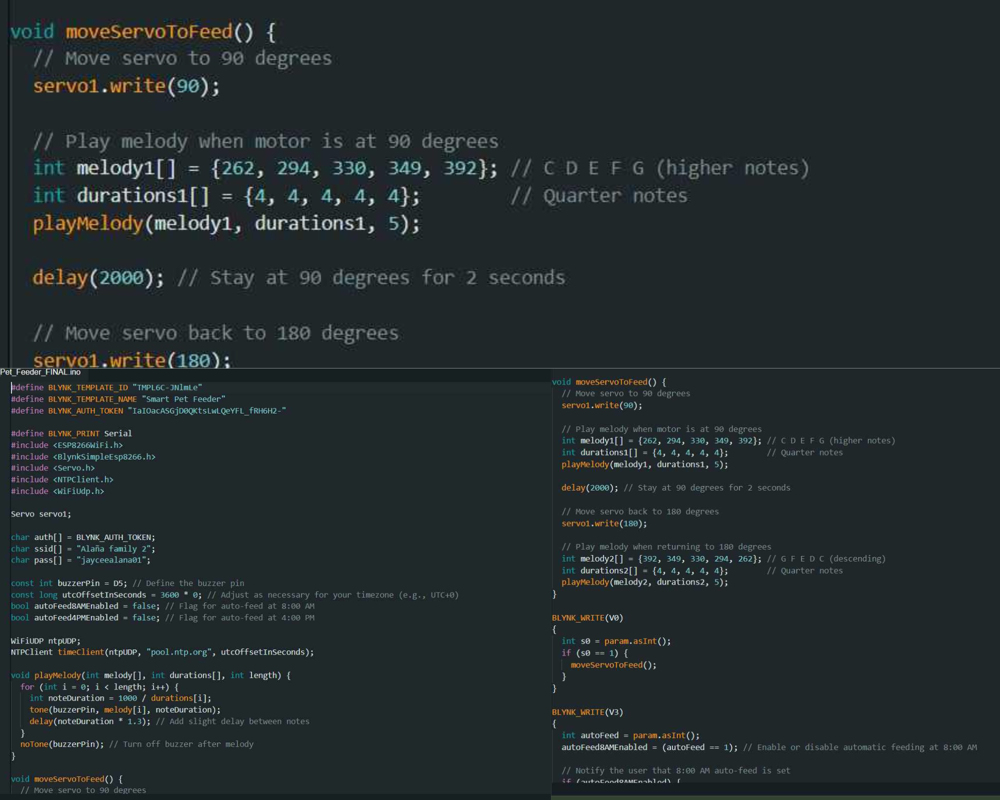 void moveServoToFeed() {
// Move servo to 90 degrees
servo1.write(90);
// Play melody when motor is at 90 degrees
int melody1[] = {262, 294, 330, 349, 392}; // C D E F G (higher notes)
int durations1[] = {4, 4, 4, 4, 4}; // Quarter notes
playMelody(melody1, durations1, 5);
delay(2000); // Stay at 90 degrees for 2 seconds
// Move servo back to 180 degrees
servo1.write(180);
Pet_Feeder_FINAL.ino
#define BLYNK_TEMPLATE_ID "TMPL6C-JNlmLe"
#define BLYNK_TEMPLATE_NAME "Smart Pet Feeder"
#define BLYNK_AUTH_TOKEN "IaIOacASGjD0QKtsLwLQeYFL_fRH6H2-"
#define BLYNK_PRINT Serial
#include <ESP8266WiFi.h>
#include <BlynkSimpleEsp8266.h>
#include <Servo.h>
#include <NTPClient.h>
#include <WiFiUdp.h>
Servo servo1;
char auth[] = BLYNK_AUTH_TOKEN;
char ssid[] = "Alaña family 2";
char pass[] = "jayceealana01";
const int buzzerPin = D5; // Define the buzzer pin
const long utcOffsetInSeconds = 3600 * 0; // Adjust as necessary for your timezone (e.g., UTC+0)
bool autoFeed8AMEnabled = false; // Flag for auto-feed at 8:00 AM
bool autoFeed4PMEnabled = false; // Flag for auto-feed at 4:00 PM
WiFiUDP ntpUDP;
NTPClient timeClient(ntpUDP, "pool.ntp.org", utcOffsetInSeconds);
void playMelody(int melody[], int durations[], int length) {
for (int i = 0; i < length; i++) {
int noteDuration = 1000 / durations[i];
tone(buzzerPin, melody[i], noteDuration);
delay(noteDuration * 1.3); // Add slight delay between notes
}
noTone(buzzerPin); // Turn off buzzer after melody
}
void moveServoToFeed() {
// Move servo to 90 degrees
void moveServoToFeed() {
// Move servo to 90 degrees
servo1.write(90);
// Play melody when motor is at 90 degrees
int melody1[] = {262, 294, 330, 349, 392}; // C D E F G (higher notes)
int durations1[] = {4, 4, 4, 4, 4}; // Quarter notes
playMelody(melody1, durations1, 5);
delay(2000); // Stay at 90 degrees for 2 seconds
// Move servo back to 180 degrees
servo1.write(180);
// Play melody when returning to 180 degrees
int melody2[] = {392, 349, 330, 294, 262}; // G F E D C (descending)
int durations2[] = {4, 4, 4, 4, 4}; // Quarter notes
playMelody(melody2, durations2, 5);
}
BLYNK_WRITE(V0)
{
int s0 = param.asInt();
if (s0 == 1) {
moveServoToFeed();
}
}
BLYNK_WRITE(V3)
{
int autoFeed = param.asInt();
autoFeed8AMEnabled = (autoFeed == 1); // Enable or disable automatic feeding at 8:00 AM
// Notify the user that 8:00 AM auto-feed is set
if (autoFeed8AMEnabled) {